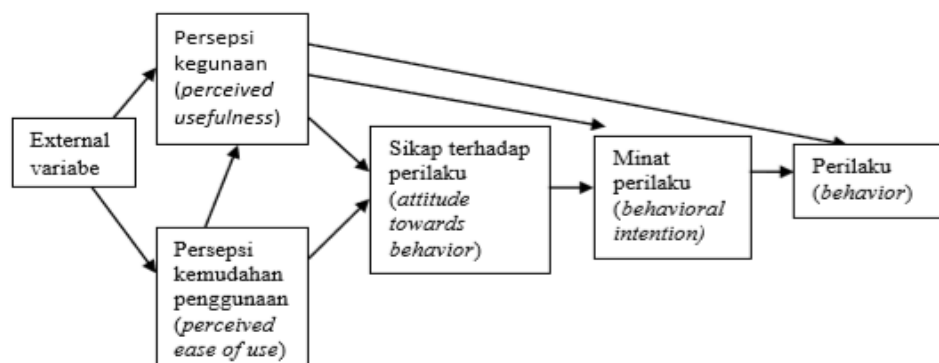 External
variabe
Persepsi
kegunaan
(perceived
usefulness)
Persepsi
kemudahan
penggunaan
(perceived
ease of use)
Sikap terhadap
perilaku
(attitude
towards
behavior)
Minat
perilaku
(behavioral
intention)
Perilaku
(behavior)